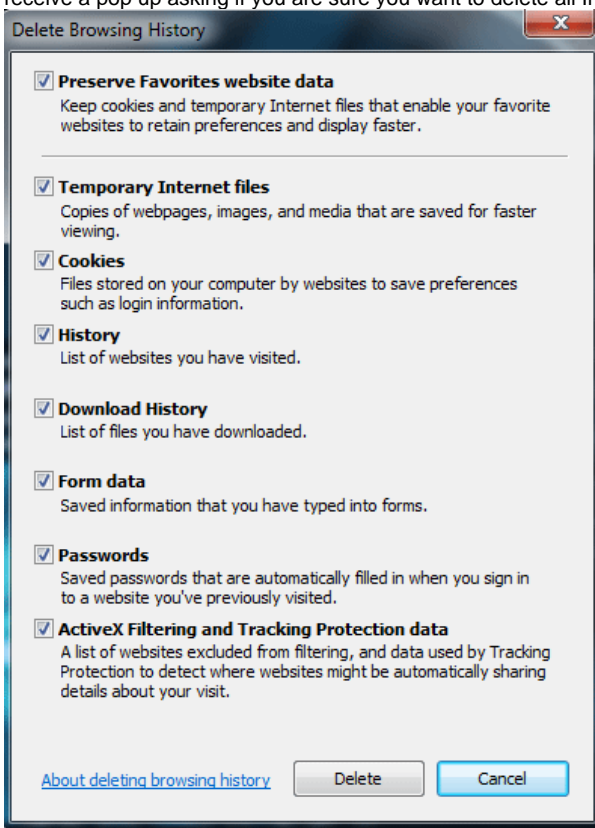 receive a pop up asking if you are sure you want to delete all
Delete Browsing History
Preserve Favorites website data
Keep cookies and temporary Internet files that enable your favorite
websites to retain preferences and display faster.
Temporary Internet files
Copies of webpages, images, and media that are saved for faster
viewing.
Cookies
Files stored on your computer by websites to save preferences
such as login information.
History
List of websites you have visited.
Download History
List of files you have downloaded.
Form data
Saved information that you have typed into forms.
Passwords
Saved passwords that are automatically filled in when you sign in
to a website you've previously visited.
ActiveX Filtering and Tracking Protection data
A list of websites excluded from filtering, and data used by Tracking
Protection to detect where websites might be automatically sharing
details about your visit.
About deleting browsing history Delete Cancel